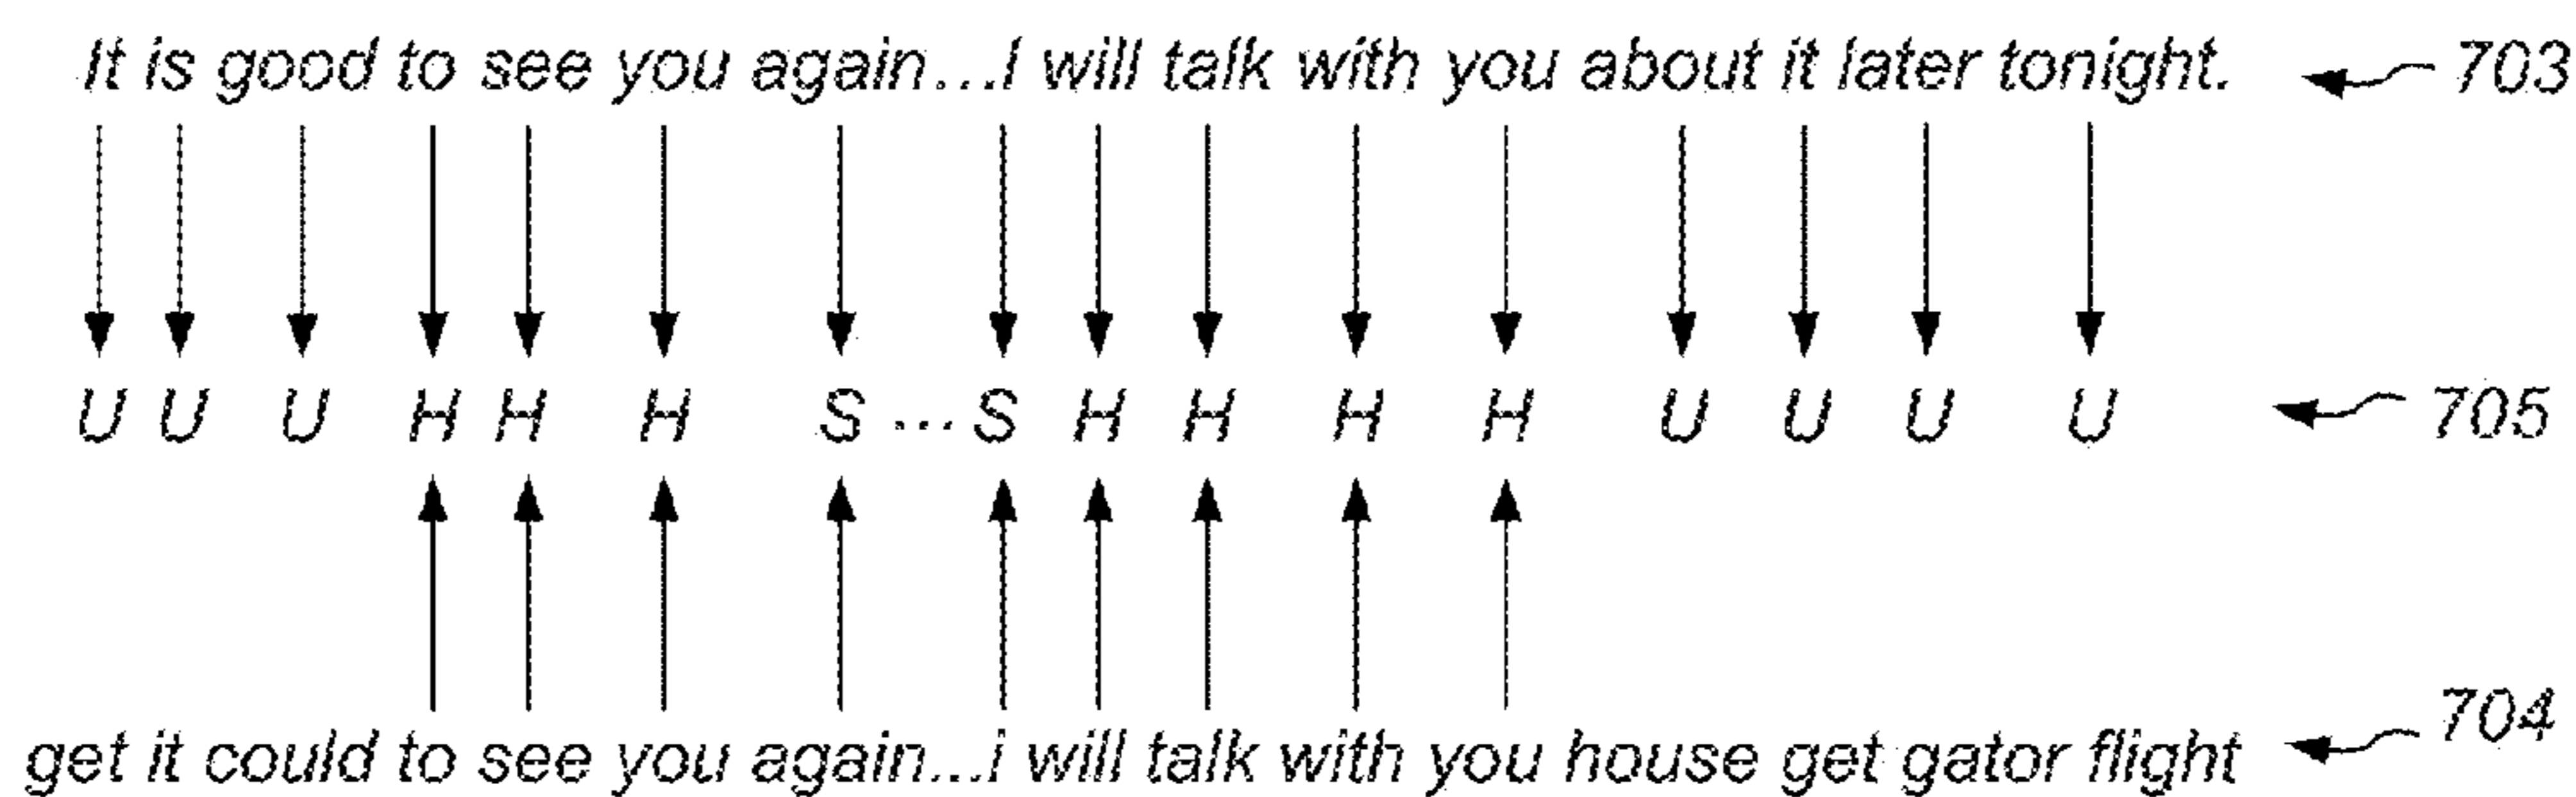 It is good to see you again...I will talk with you about it later tonight. 703
U U U H H H S ... S H H H H U U U U 705
get it could to see you again...i will talk with you house get gator flight 704